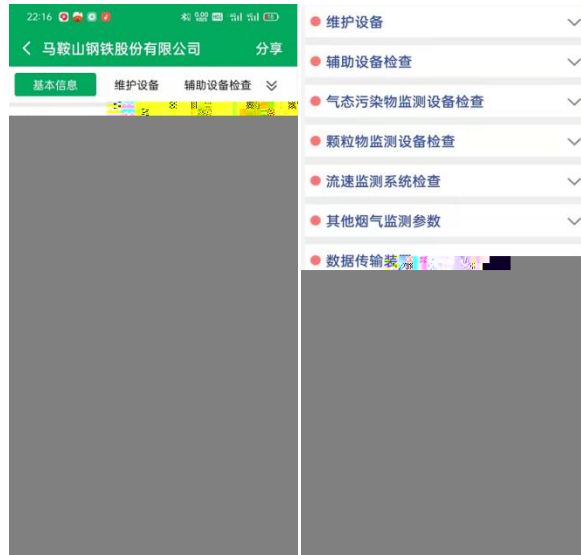 22:16
马鞍山钢铁股份有限公司 分享
基本信息 维护设备 辅助设备检查
维护设备
辅助设备检查
气态污染物监测设备检查
颗粒物监测设备检查
流速监测系统检查
其他烟气监测参数
数据传输装